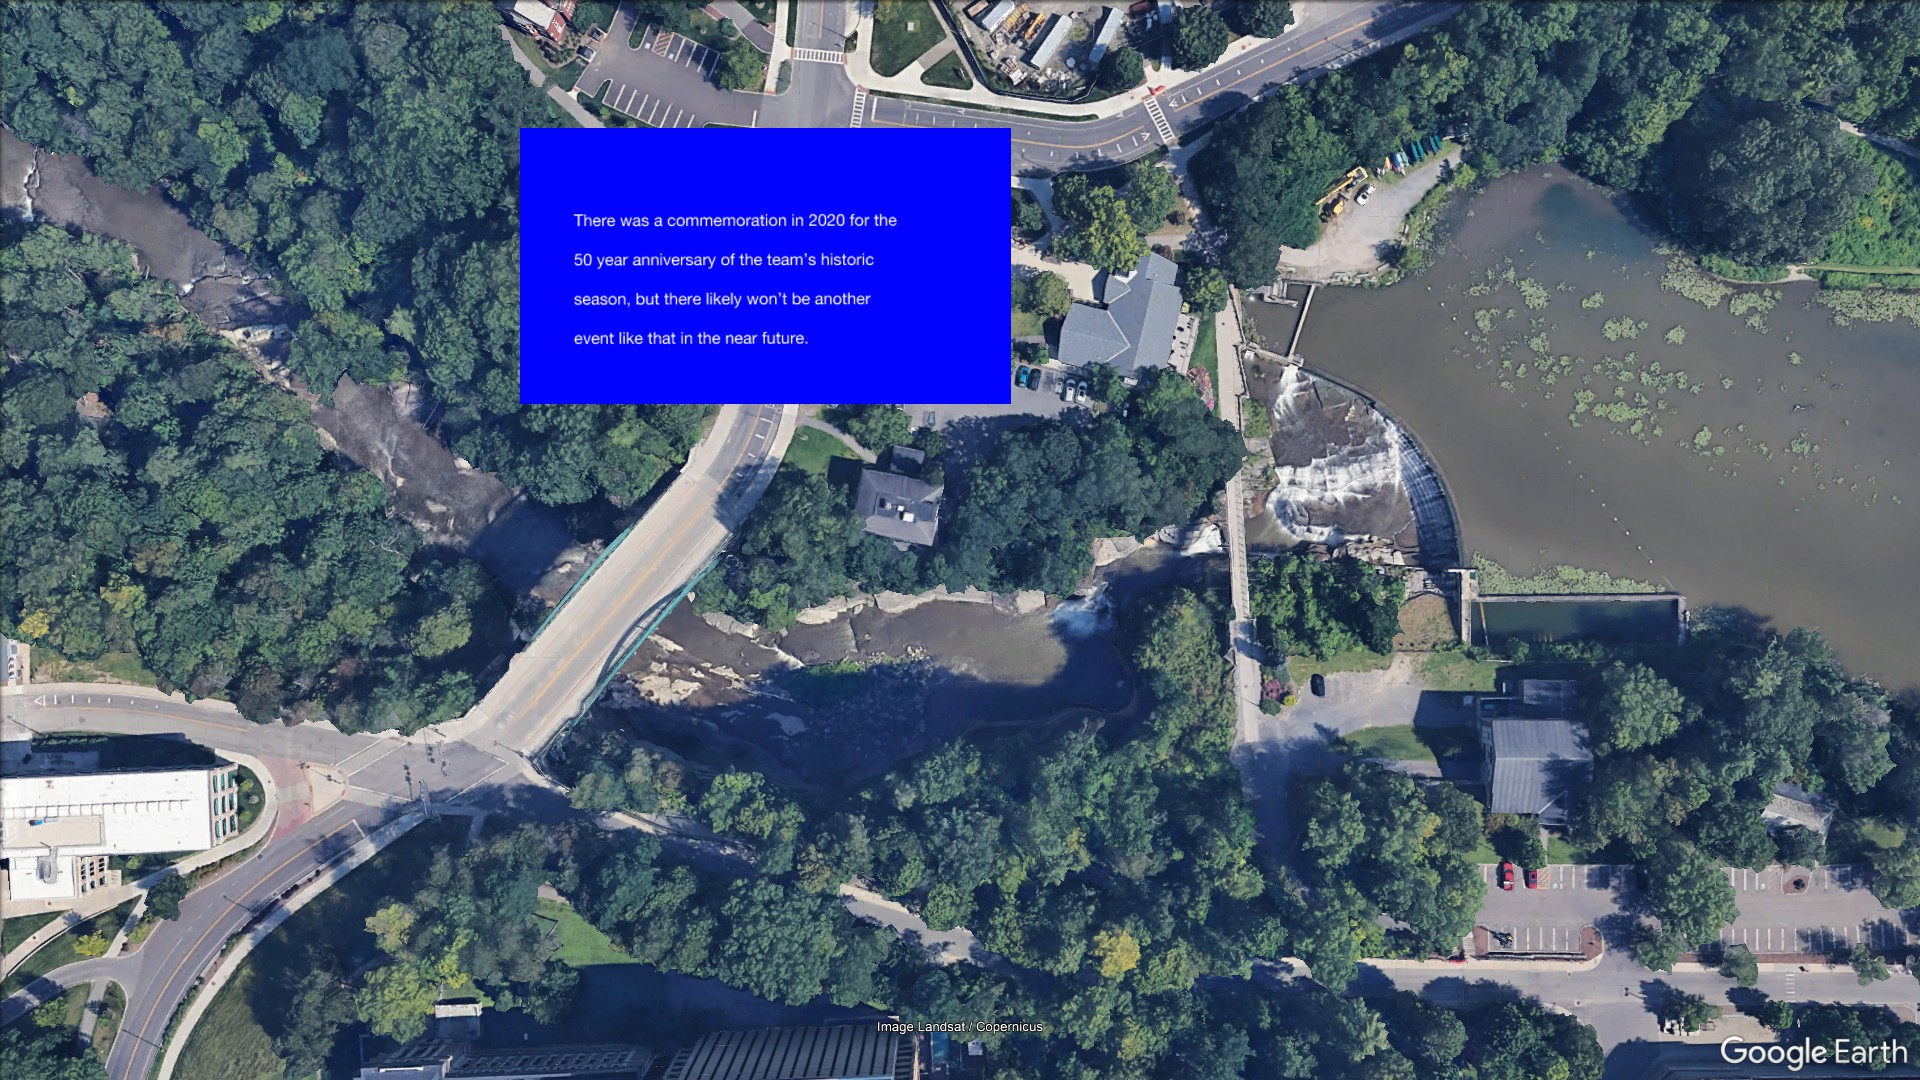 There was a commemoration in 2020 for the
50 year anniversary of the team's historic
season, but there likely won't be another
event like that in the near future.
Image Landsat / Copernicus
Google Earth